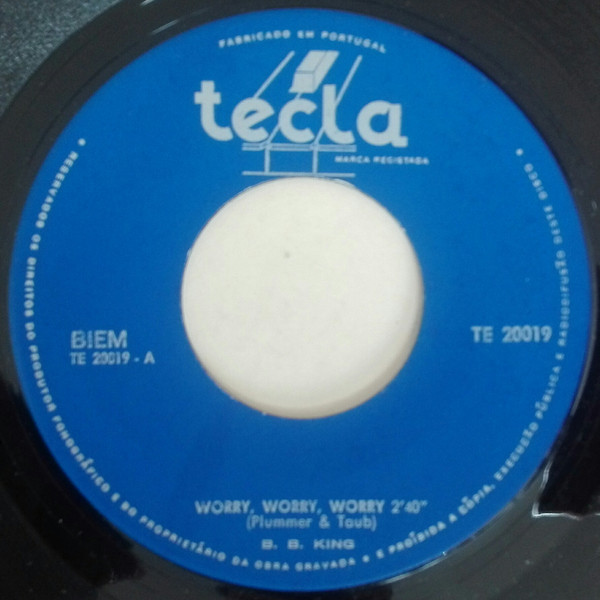 FABRICADO EM PORTUGAL
tecla
MARCA REGISTADA
BIEM
TE 20019 - A
TE 20019
WORRY, WORRY, WORRY 2'40"
(Plummer & Taub)
B. B. KING
• RESERVADOS OS DIREITOS DO PRODUTOR FONOGRÁFICO E DO PROPRIETÁRIO DA OBRA GRAVADA • É PROÍBIDA A CÓPIA, EXECUÇÃO PÚBLICA E RADIODIFUSÃO DESTE DISCO •